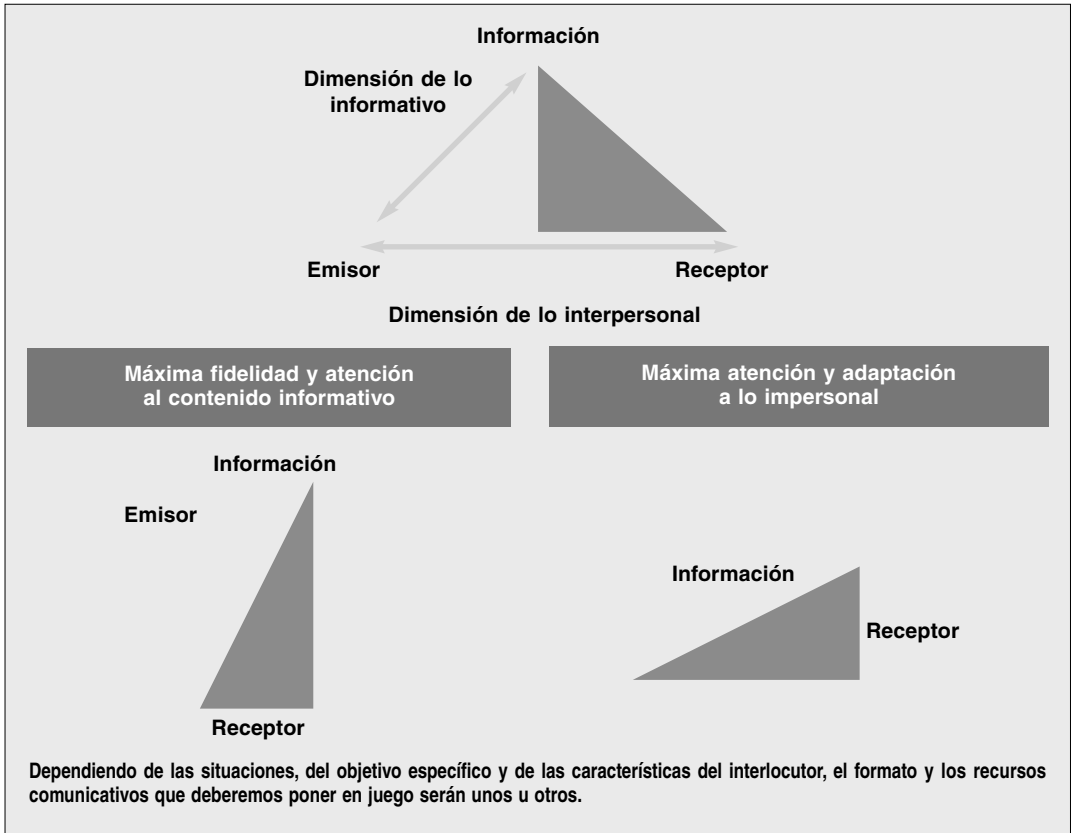 Información
Dimensión de lo
informativo
Emisor
Receptor
Dimensión de lo interpersonal
Máxima fidelidad y atención
al contenido informativo
Máxima atención y adaptación
a lo impersonal
Información
Emisor
Receptor
Información
Receptor
Dependiendo de las situaciones, del objetivo específico y de las características del interlocutor, el formato y los recursos
comunicativos que deberemos poner en juego serán unos u otros.